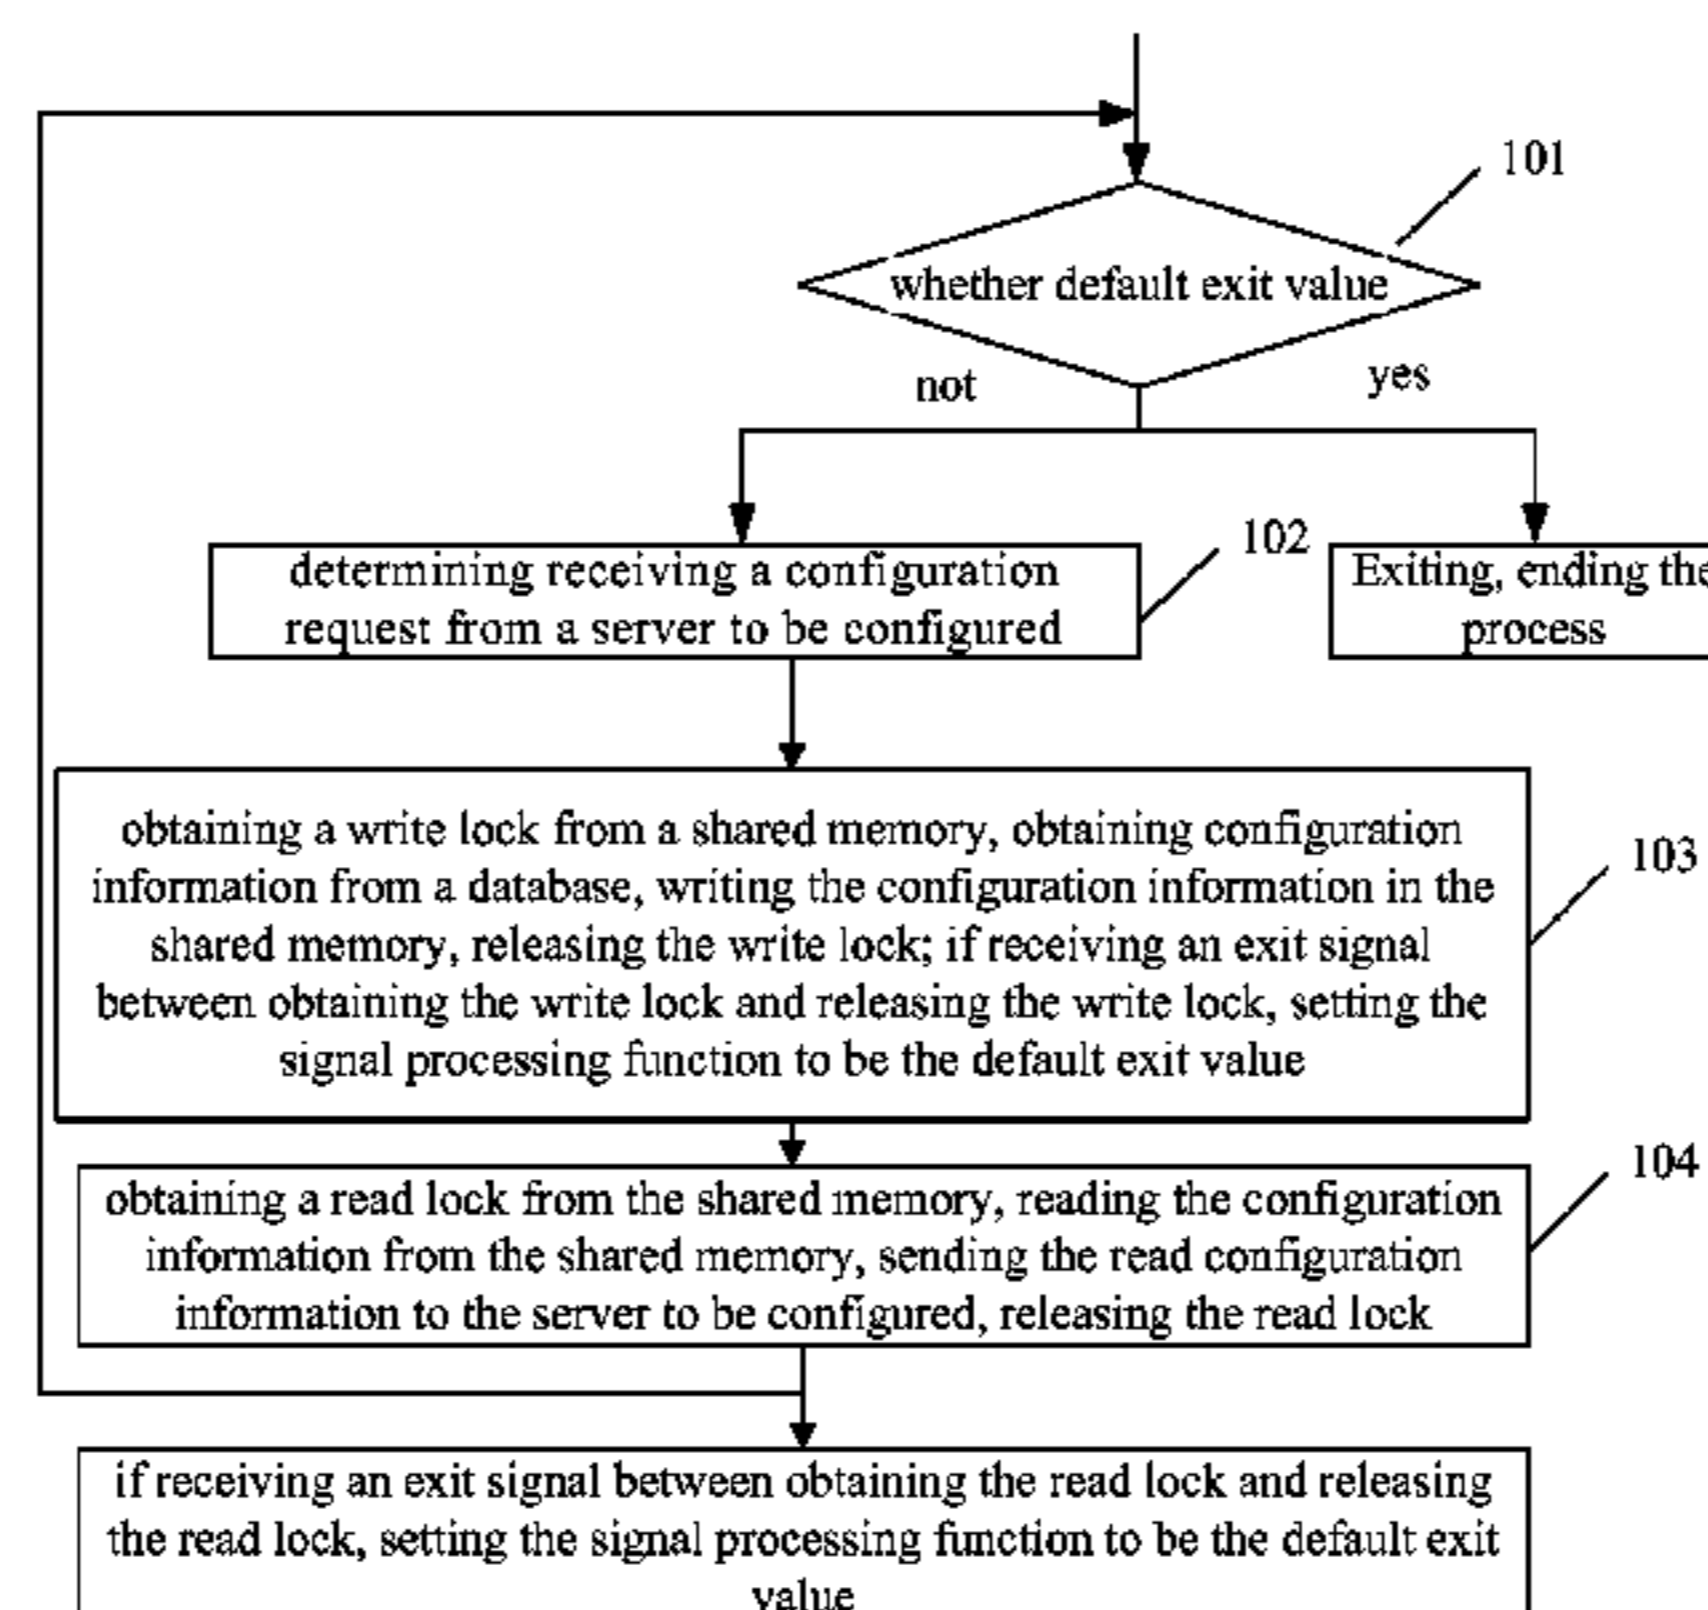 101
whether default exit value
not
yes
102
determining receiving a configuration
request from a server to be configured
Exiting, ending the
process
obtaining a write lock from a shared memory, obtaining configuration
information from a database, writing the configuration information in the
shared memory, releasing the write lock; if receiving an exit signal
between obtaining the write lock and releasing the write lock, setting the
signal processing function to be the default exit value
103
104
obtaining a read lock from the shared memory, reading the configuration
information from the shared memory, sending the read configuration
information to the server to be configured, releasing the read lock
if receiving an exit signal between obtaining the read lock and releasing
the read lock, setting the signal processing function to be the default exit
value